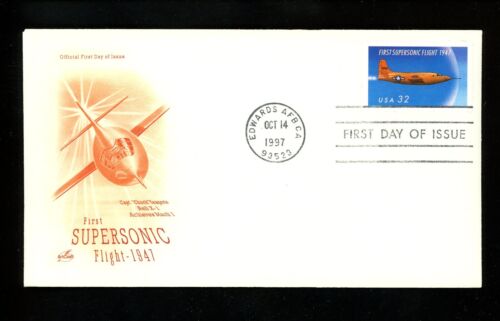 Official First Day of Issue
FIRST SUPERSONIC FLIGHT 1947
USA 32
EDWARDS AFB CA
OCT 14
1997
93523
FIRST DAY OF ISSUE
Capt. "Chuck" Yeager
Bell X-1
Achieves Mach 1
First
SUPERSONIC
Flight-1947